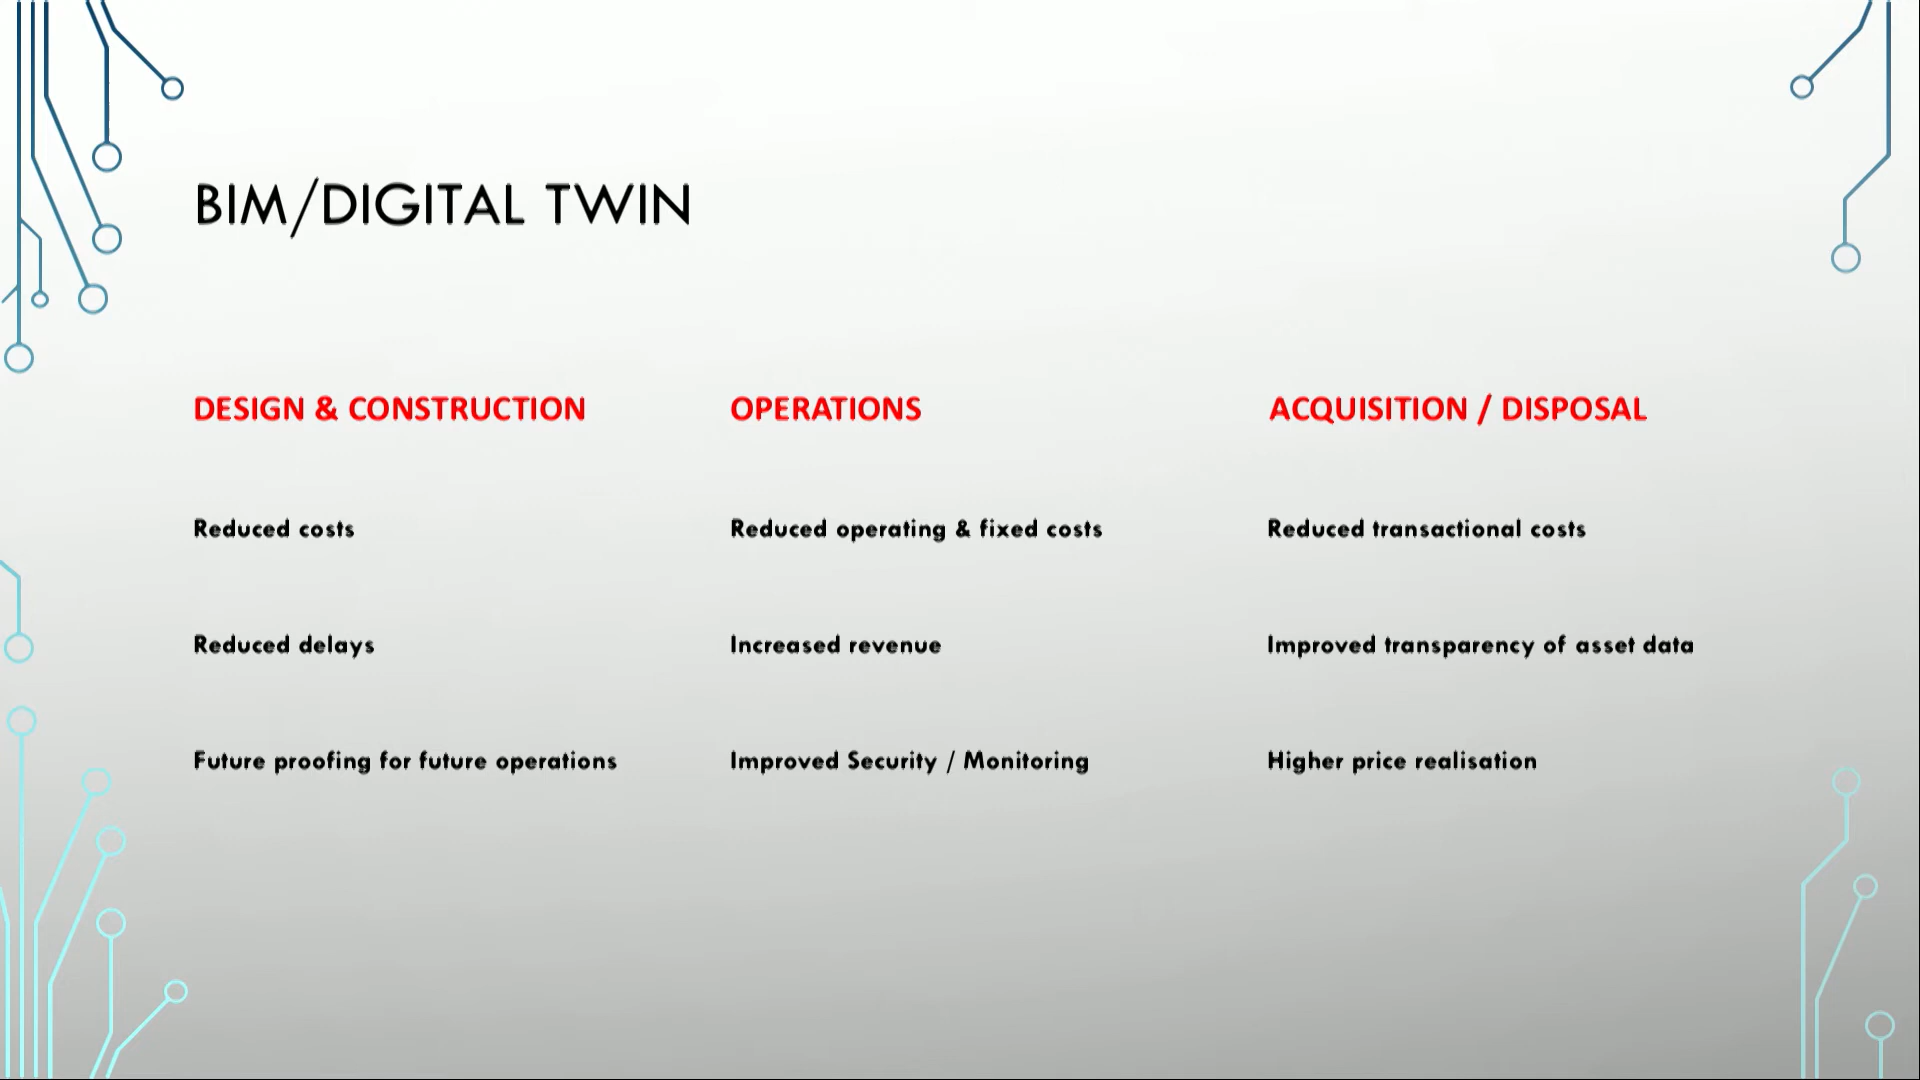 BIM/DIGITAL TWIN
DESIGN & CONSTRUCTION
Reduced costs
Reduced delays
Future proofing for future operations
OPERATIONS
Reduced operating & fixed costs
Increased revenue
Improved Security / Monitoring
ACQUISITION / DISPOSAL
Reduced transactional costs
Improved transparency of asset data
Higher price realisation